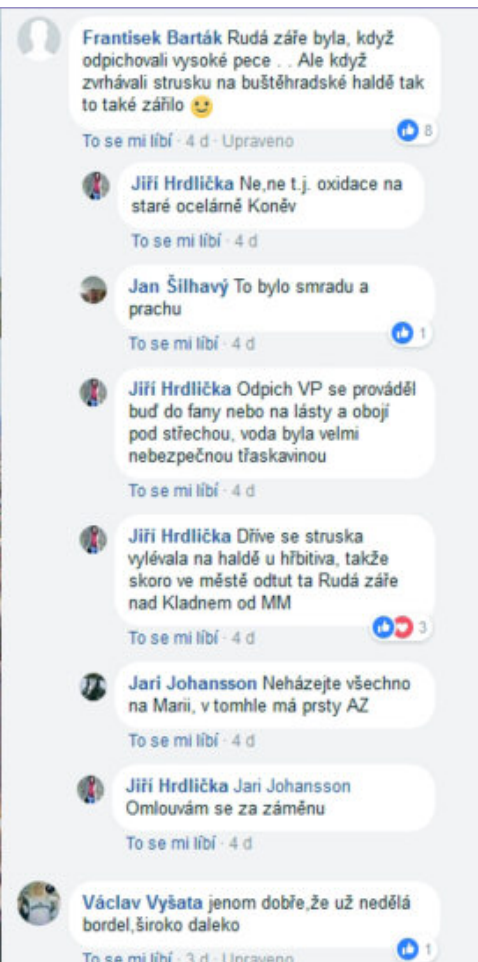 Frantisek Barták Rudá záře byla, když
odpichovali vysoké pece . . Ale když
zvrhávali strusku na buštěhradské haldě tak
to také zářilo 🙂
8
To se mi líbí · 4 d · Upraveno
Jiří Hrdlička Ne,ne t.j. oxidace na
staré ocelárně Koněv
To se mi líbí · 4 d
Jan Šilhavý To bylo smradu a
prachu
1
To se mi líbí · 4 d
Jiří Hrdlička Odpich VP se prováděl
buď do fany nebo na lásty a obojí
pod střechou, voda byla velmi
nebezpečnou třaskavinou
To se mi líbí · 4 d
Jiří Hrdlička Dříve se struska
vylévala na haldě u hřbitiva, takže
skoro ve městě odtut ta Rudá záře
nad Kladnem od MM
3
To se mi líbí · 4 d
Jari Johansson Neházejte všechno
na Marii, v tomhle má prsty AZ
To se mi líbí · 4 d
Jiří Hrdlička Jari Johansson
Omlouvám se za záměnu
To se mi líbí · 4 d
Václav Vyšata jenom dobře,že už nedělá
bordel,široko daleko
1
To se mi líbí · 3 d · Upraveno